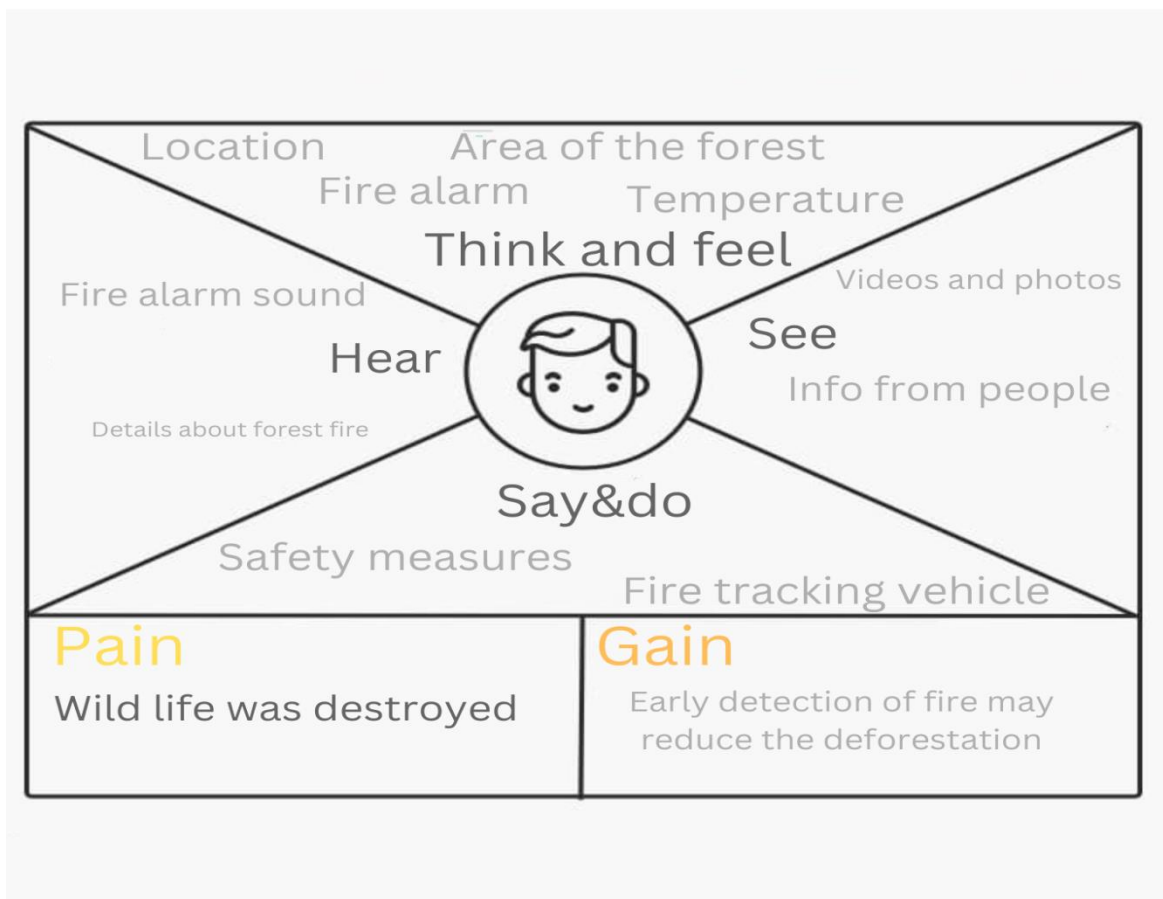 Location
Area of the forest
Fire alarm
Temperature
Think and feel
Fire alarm sound
Hear
Details about forest fire
Videos and photos
See
Info from people
Say&do
Safety measures
Fire tracking vehicle
Pain
Wild life was destroyed
Gain
Early detection of fire may
reduce the deforestation